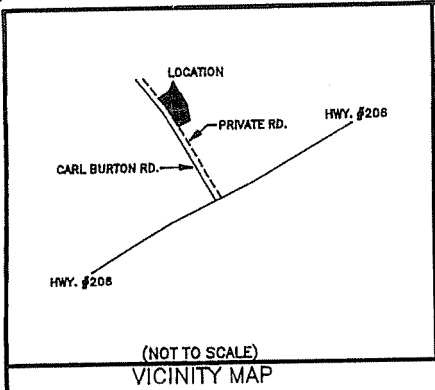 LOCATION
HWY. #206
PRIVATE RD.
CARL BURTON RD.
HWY. #206
(NOT TO SCALE)
VICINITY MAP